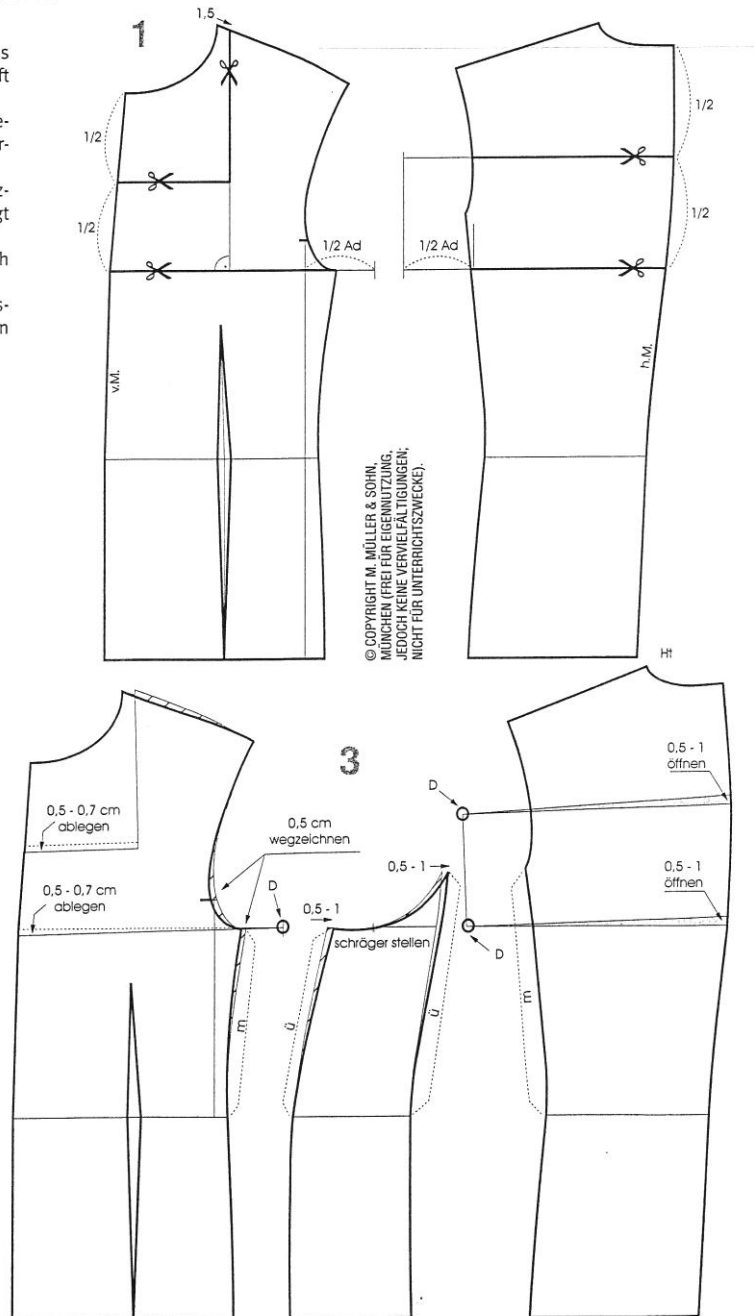 s
ft
e-
r-
z-
gt
h
s-
n
1
1,5
1/2
1/2
1/2 Ad
v.M.
1/2
1/2
1/2 Ad
h.M.
© COPYRIGHT M. MÜLLER & SOHN,
MÜNCHEN (FREI FÜR EIGENNUTZUNG,
JEDOCH KEINE VERVIELFÄLTIGUNGEN;
NICHT FÜR UNTERRICHTSZWECKE).
Ht
3
0,5 - 0,7 cm
ablegen
0,5 - 0,7 cm
ablegen
0,5 cm
wegzeichnen
D
0,5 - 1
0,5 - 1
schräger stellen
D
D
0,5 - 1
öffnen
0,5 - 1
öffnen
m
ü
ü
m